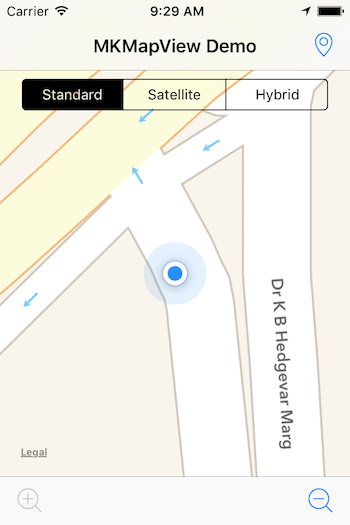 Carrier 9:29 AM
MKMapView Demo
Standard Satellite Hybrid
Dr K B Hedgevar Marg
Legal